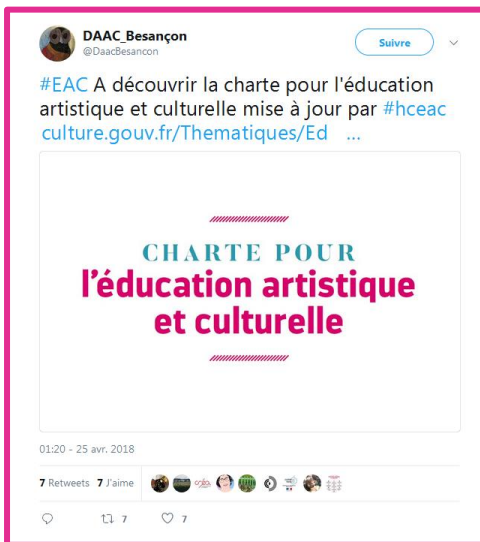 DAAC_Besançon
@DaacBesancon
Suivre
#EAC A découvrir la charte pour l'éducation
artistique et culturelle mise à jour par #hceac
culture.gouv.fr/Thematiques/Ed ...
CHARTE POUR
l'éducation artistique
et culturelle
01:20 - 25 avr. 2018
7 Retweets 7 J'aime
7 7